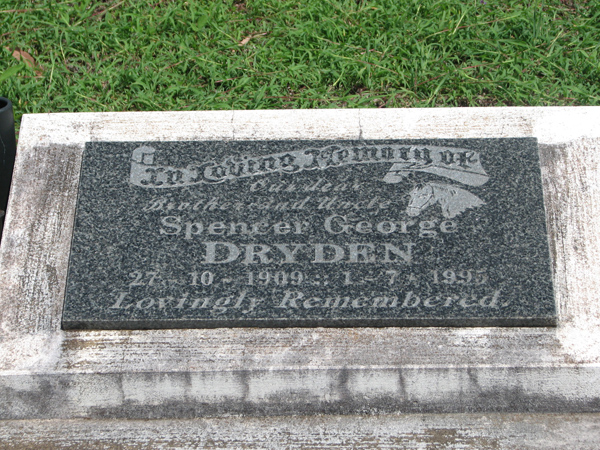 In Loving Memory of
Our dear
Brother and Uncle
Spencer George
DRYDEN
27 - 10 - 1909 .. 1 - 7 - 1995
Lovingly Remembered.